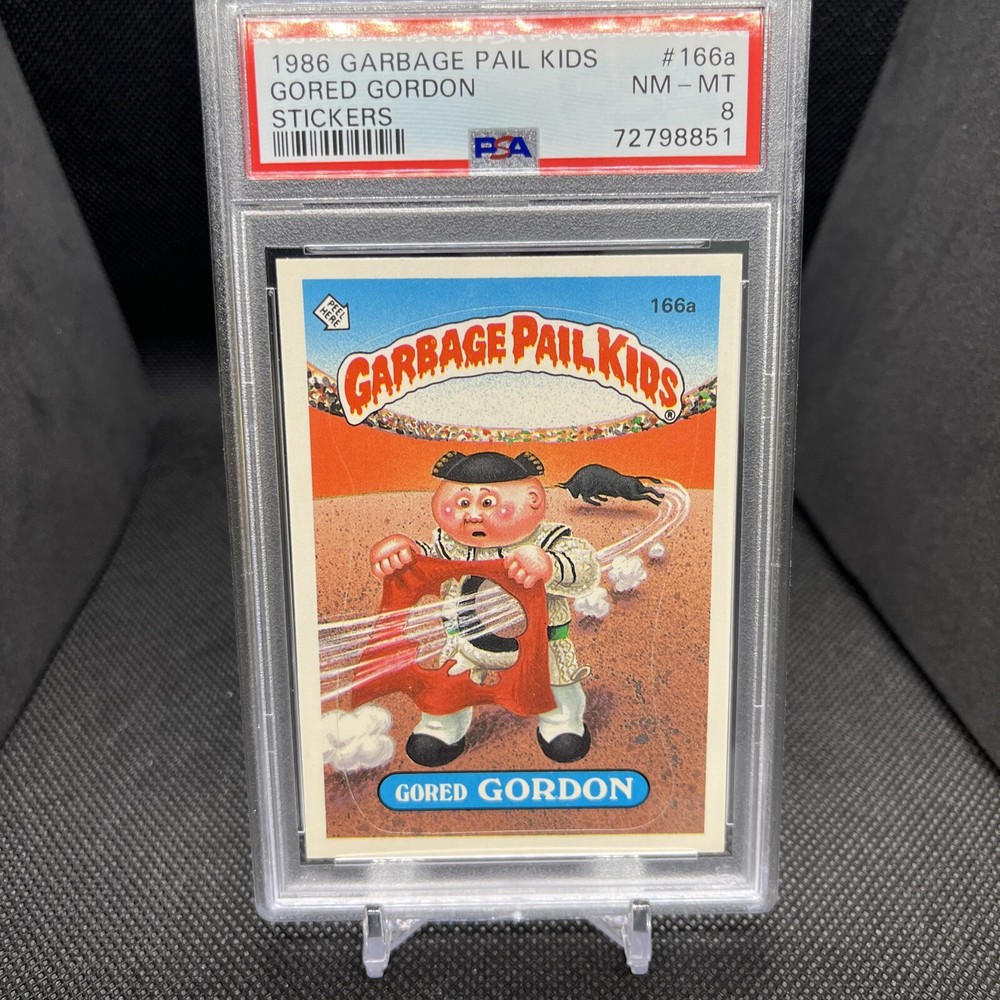 1986 GARBAGE PAIL KIDS #166a
GORED GORDON NM - MT
STICKERS 8
PSA 72798851
PEEL
HERE
166a
GARBAGE PAIL KIDS ®
GORED GORDON